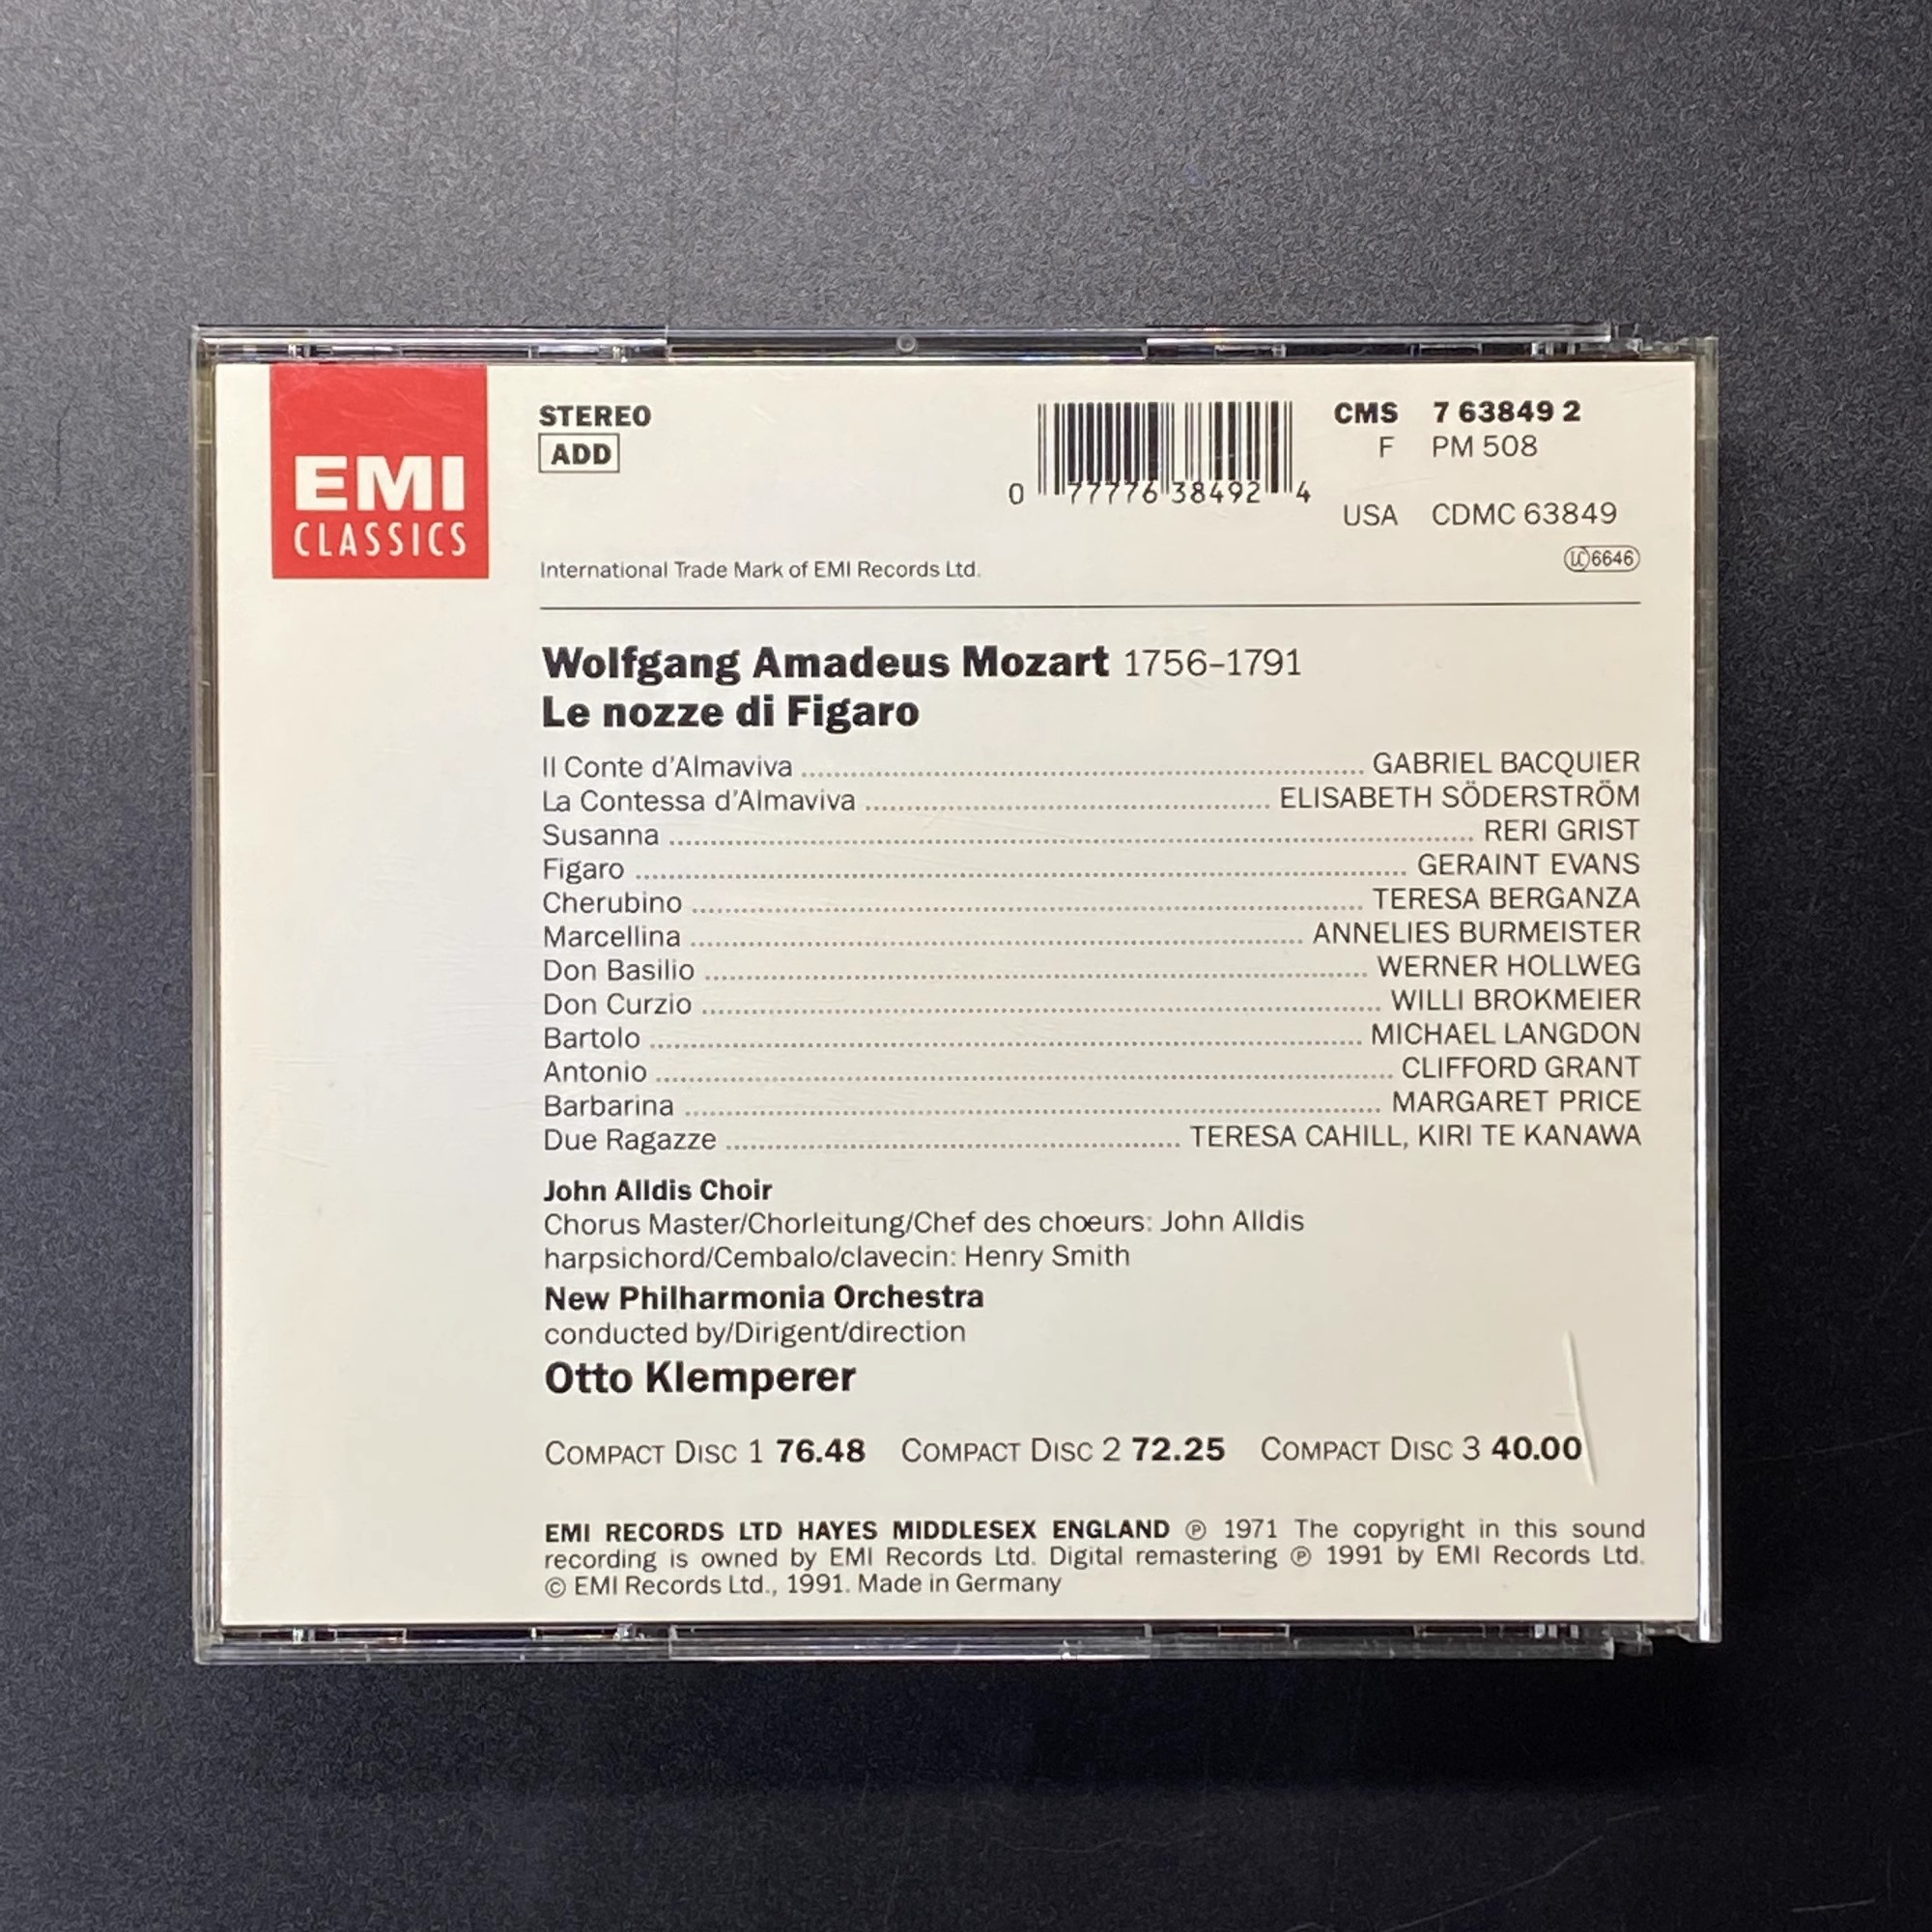 EMI
CLASSICS
STEREO
ADD
0 77776 38492 4
CMS 7 63849 2
F PM 508
USA CDMC 63849
LC 6646
International Trade Mark of EMI Records Ltd.
Wolfgang Amadeus Mozart 1756–1791
Le nozze di Figaro
Il Conte d'Almaviva ........ GABRIEL BACQUIER
La Contessa d'Almaviva ........ ELISABETH SÖDERSTRÖM
Susanna ........ RERI GRIST
Figaro ........ GERAINT EVANS
Cherubino ........ TERESA BERGANZA
Marcellina ........ ANNELIES BURMEISTER
Don Basilio ........ WERNER HOLLWEG
Don Curzio ........ WILLI BROKMEIER
Bartolo ........ MICHAEL LANGDON
Antonio ........ CLIFFORD GRANT
Barbarina ........ MARGARET PRICE
Due Ragazze ........ TERESA CAHILL, KIRI TE KANAWA
John Alldis Choir
Chorus Master/Chorleitung/Chef des chœurs: John Alldis
harpsichord/Cembalo/clavecin: Henry Smith
New Philharmonia Orchestra
conducted by/Dirigent/direction
Otto Klemperer
COMPACT DISC 1 76.48 COMPACT DISC 2 72.25 COMPACT DISC 3 40.00
EMI RECORDS LTD HAYES MIDDLESEX ENGLAND ℗ 1971 The copyright in this sound
recording is owned by EMI Records Ltd. Digital remastering ℗ 1991 by EMI Records Ltd.
© EMI Records Ltd., 1991. Made in Germany